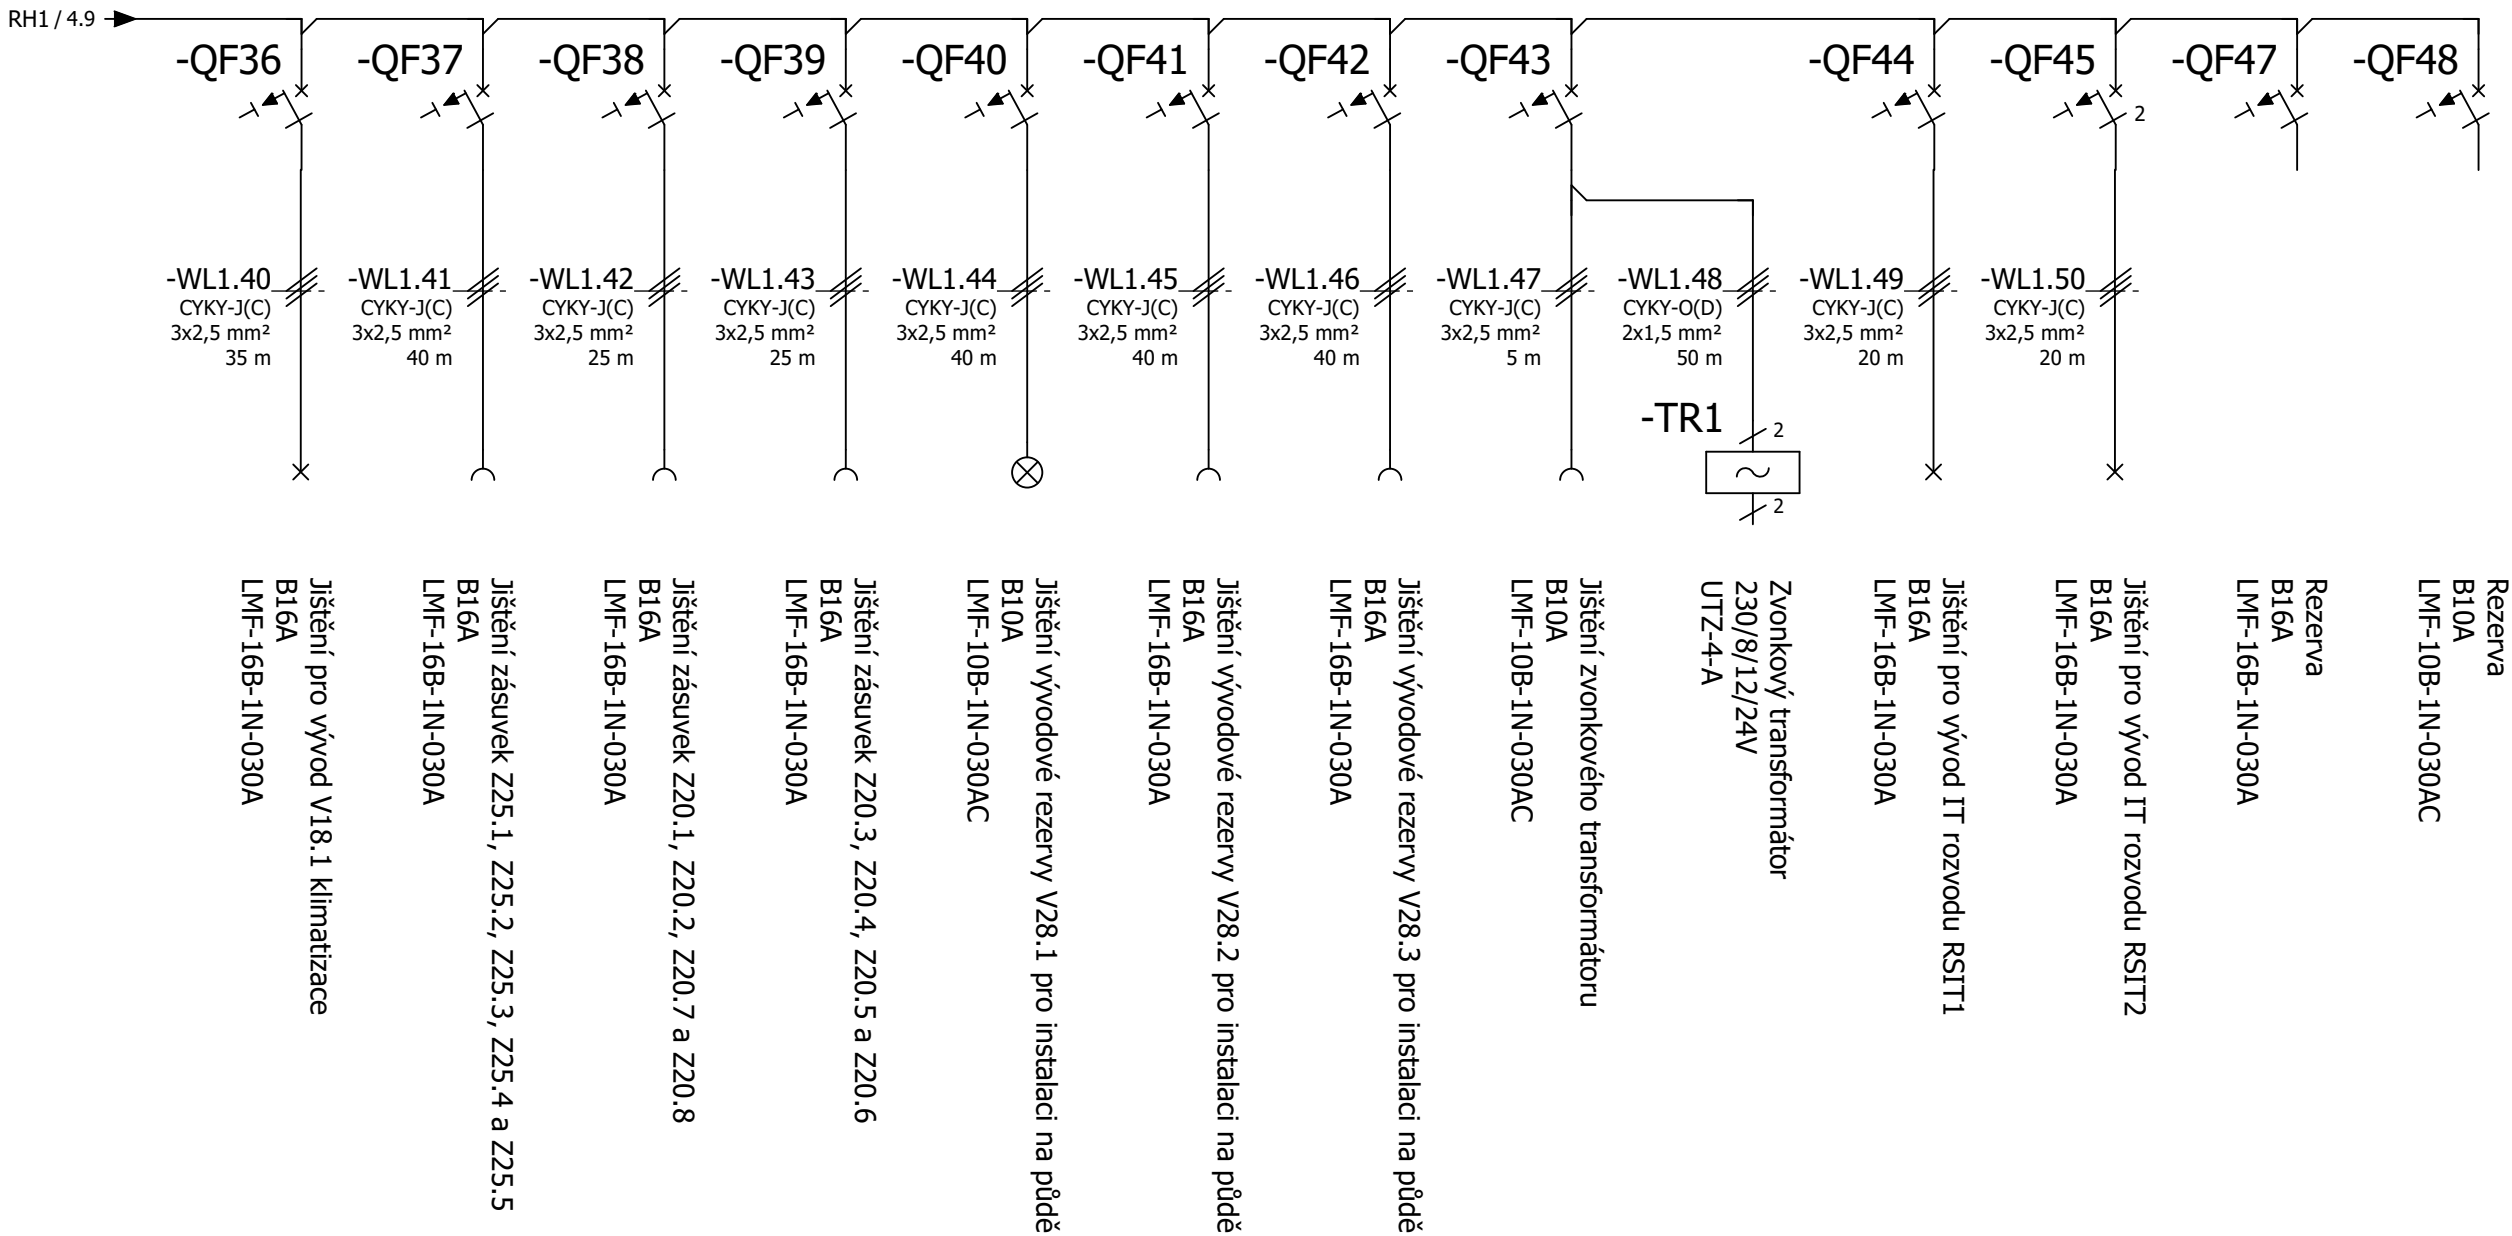 RH1 / 4.9
-QF36
-QF37
-QF38
-QF39
-QF40
-QF41
-QF42
-QF43
-QF44
-QF45
2
-QF47
-QF48
-WL1.40
CYKY-J(C)
3x2,5 mm²
35 m
-WL1.41
CYKY-J(C)
3x2,5 mm²
40 m
-WL1.42
CYKY-J(C)
3x2,5 mm²
25 m
-WL1.43
CYKY-J(C)
3x2,5 mm²
25 m
-WL1.44
CYKY-J(C)
3x2,5 mm²
40 m
-WL1.45
CYKY-J(C)
3x2,5 mm²
40 m
-WL1.46
CYKY-J(C)
3x2,5 mm²
40 m
-WL1.47
CYKY-J(C)
3x2,5 mm²
5 m
-WL1.48
CYKY-O(D)
2x1,5 mm²
50 m
-WL1.49
CYKY-J(C)
3x2,5 mm²
20 m
-WL1.50
CYKY-J(C)
3x2,5 mm²
20 m
-TR1
2
2
Jištění pro vývod V18.1 klimatizace
B16A
LMF-16B-1N-030A
Jištění zásuvek Z25.1, Z25.2, Z25.3, Z25.4 a Z25.5
B16A
LMF-16B-1N-030A
Jištění zásuvek Z20.1, Z20.2, Z20.7 a Z20.8
B16A
LMF-16B-1N-030A
Jištění zásuvek Z20.3, Z20.4, Z20.5 a Z20.6
B16A
LMF-16B-1N-030A
Jištění vývodové rezervy V28.1 pro instalaci na půdě
B10A
LMF-10B-1N-030AC
Jištění vývodové rezervy V28.2 pro instalaci na půdě
B16A
LMF-16B-1N-030A
Jištění vývodové rezervy V28.3 pro instalaci na půdě
B16A
LMF-16B-1N-030A
Jištění zvonkového transformátoru
B10A
LMF-10B-1N-030AC
Zvonkový transformátor
230/8/12/24V
UTZ-4-A
Jištění pro vývod IT rozvodu RSIT1
B16A
LMF-16B-1N-030A
Jištění pro vývod IT rozvodu RSIT2
B16A
LMF-16B-1N-030A
Rezerva
B16A
LMF-16B-1N-030A
Rezerva
B10A
LMF-10B-1N-030AC